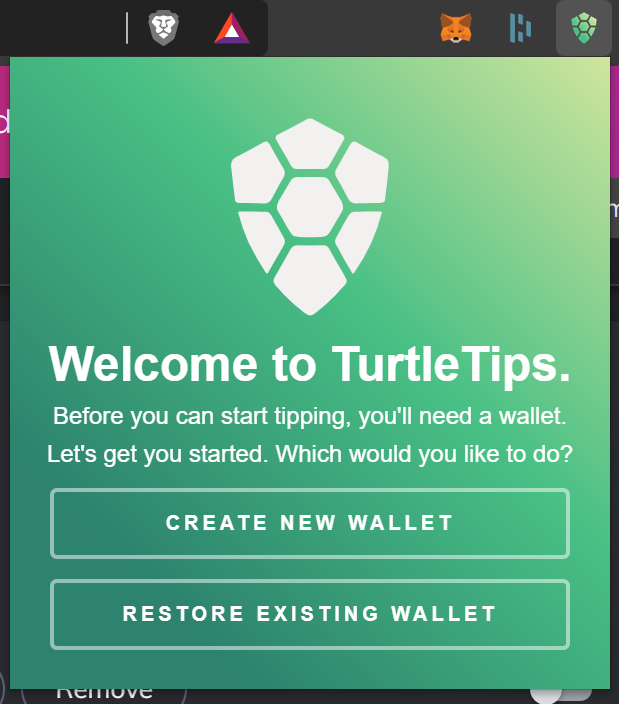 d
Welcome to TurtleTips.
Before you can start tipping, you'll need a wallet.
Let's get you started. Which would you like to do?
CREATE NEW WALLET
RESTORE EXISTING WALLET
Remove